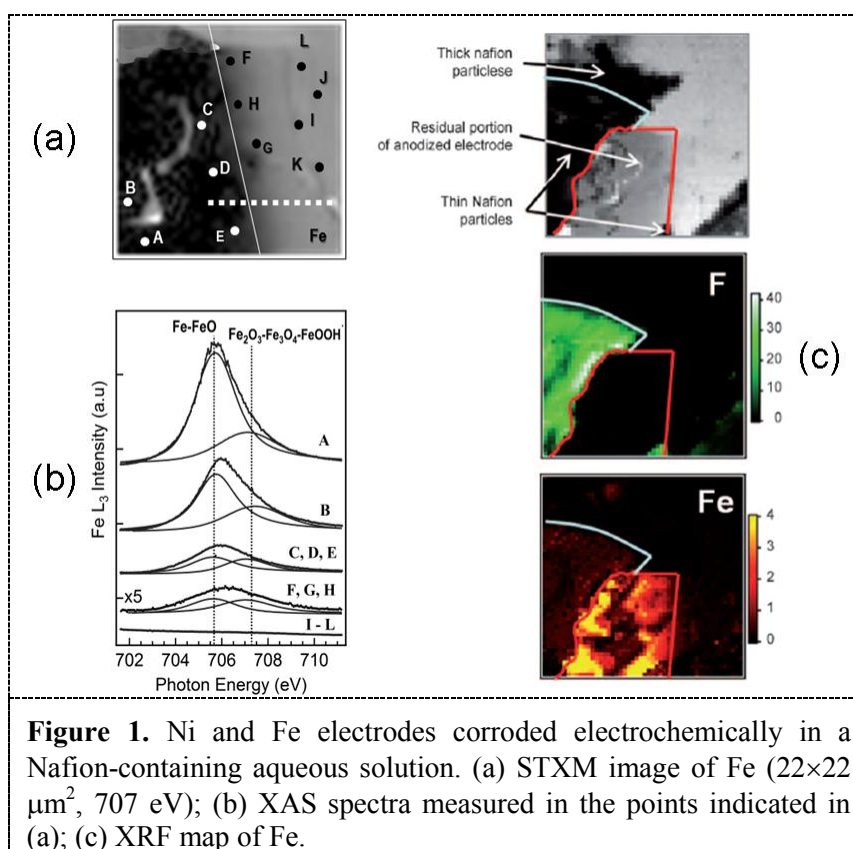 (a)
L
F
J
H
C
I
G
D
K
B
E
A
Fe
Thick nafion
particlese
Residual portion
of anodized electrode
Thin Nafion
particles
(b)
Fe-FeO
Fe2O3-Fe3O4-FeOOH
Fe L3 Intensity (a.u)
A
B
C, D, E
F, G, H
x5
I - L
702 704 706 708 710
Photon Energy (eV)
F
40
30
20
10
0
(c)
Fe
4
3
2
1
0
Figure 1. Ni and Fe electrodes corroded electrochemically in a
Nafion-containing aqueous solution. (a) STXM image of Fe (22×22
μm2, 707 eV); (b) XAS spectra measured in the points indicated in
(a); (c) XRF map of Fe.